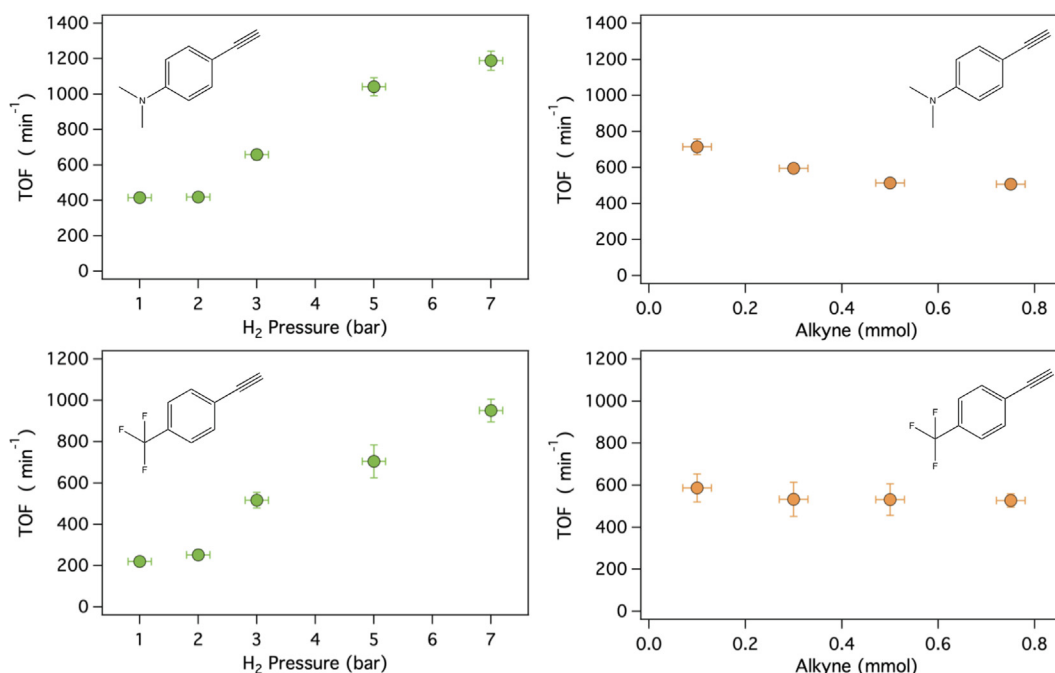 1400
1200
1000
800
600
400
200
0
TOF ( min⁻¹)
N
1 2 3 4 5 6 7
H₂ Pressure (bar)
1400
1200
1000
800
600
400
200
0
TOF ( min⁻¹)
N
0.0 0.2 0.4 0.6 0.8
Alkyne (mmol)
1200
1000
800
600
400
200
0
TOF ( min⁻¹)
F
F
F
1 2 3 4 5 6 7
H₂ Pressure (bar)
1200
1000
800
600
400
200
0
TOF ( min⁻¹)
F
F
F
0.0 0.2 0.4 0.6 0.8
Alkyne (mmol)